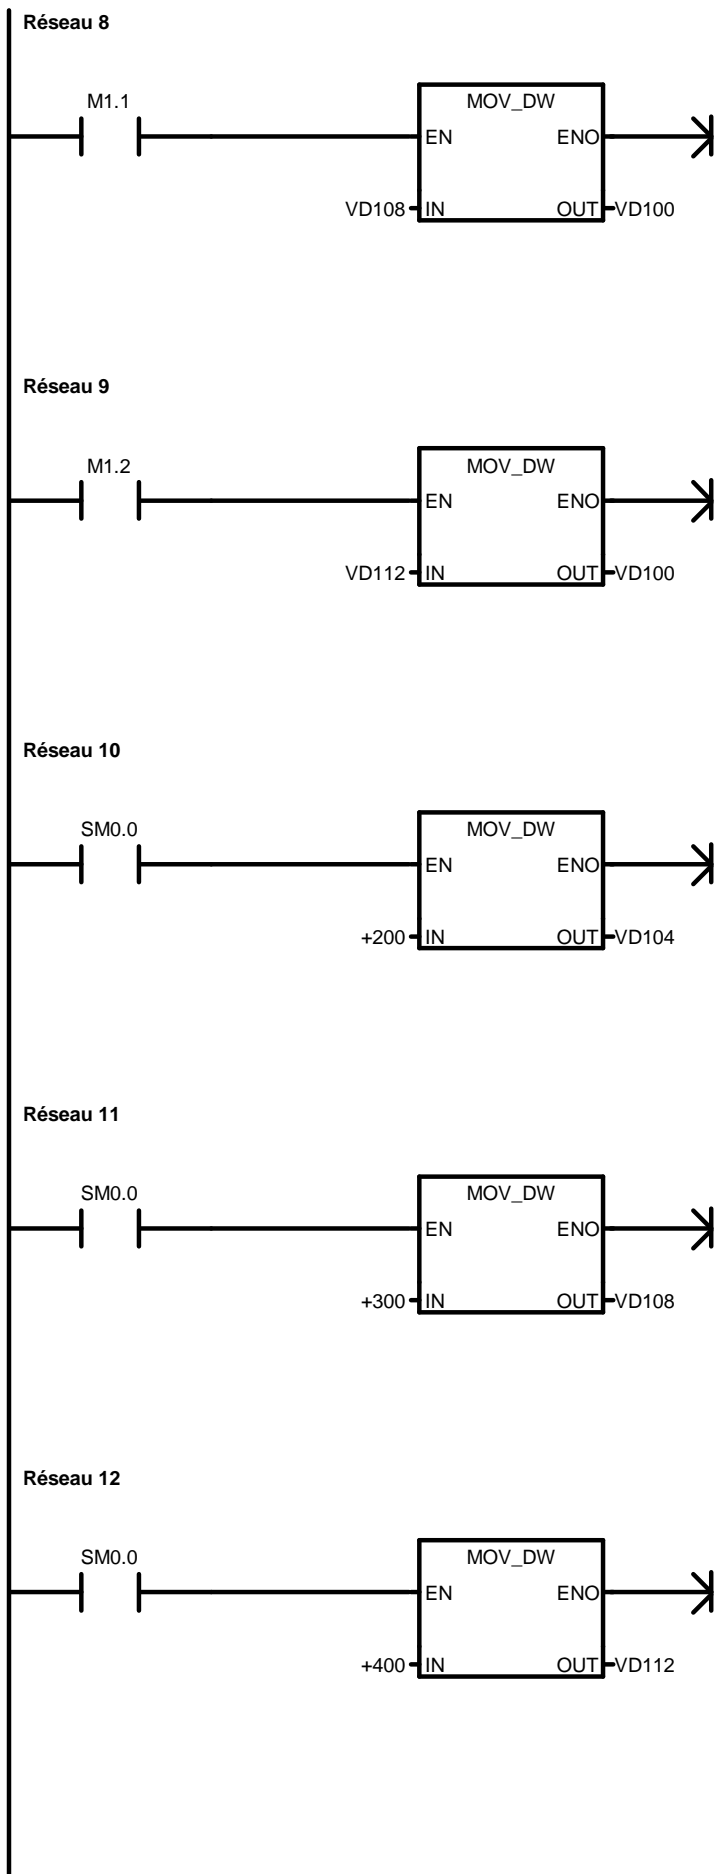 Réseau 8
M1.1
MOV_DW
EN ENO
VD108 IN OUT VD100
Réseau 9
M1.2
MOV_DW
EN ENO
VD112 IN OUT VD100
Réseau 10
SM0.0
MOV_DW
EN ENO
+200 IN OUT VD104
Réseau 11
SM0.0
MOV_DW
EN ENO
+300 IN OUT VD108
Réseau 12
SM0.0
MOV_DW
EN ENO
+400 IN OUT VD112